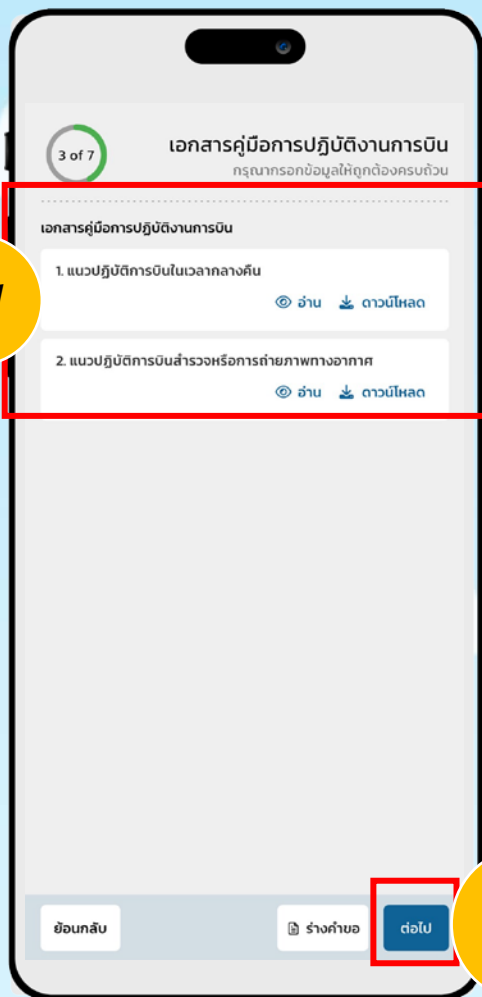 3 of 7
เอกสารคู่มือการปฏิบัติงานการบิน
กรุณากรอกข้อมูลให้ถูกต้องครบถ้วน
เอกสารคู่มือการปฏิบัติงานการบิน
1. แนวปฏิบัติการบินในเวลากลางคืน
อ่าน ดาวน์โหลด
2. แนวปฏิบัติการบินสำรวจหรือการถ่ายภาพทางอากาศ
อ่าน ดาวน์โหลด
ย้อนกลับ ร่างคำขอ ต่อไป